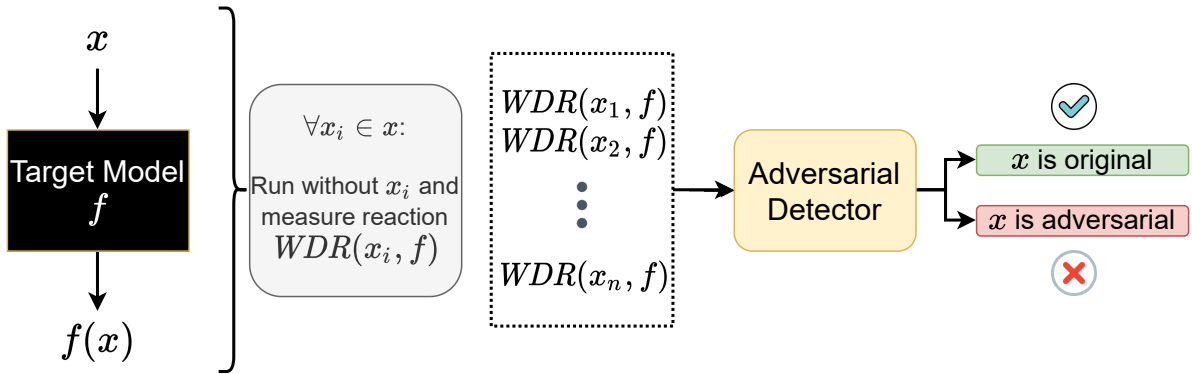 x
Target Model
f
f(x)
∀x_i ∈ x:
Run without x_i and
measure reaction
WDR(x_i, f)
WDR(x_1, f)
WDR(x_2, f)
WDR(x_n, f)
Adversarial
Detector
x is original
x is adversarial